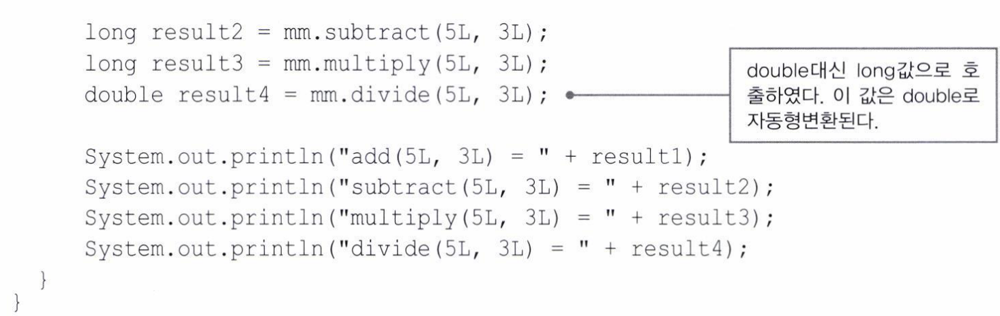 long result2 = mm.subtract(5L, 3L);
long result3 = mm.multiply(5L, 3L);
double result4 = mm.divide(5L, 3L);
double대신 long값으로 호
출하였다. 이 값은 double로
자동형변환된다.
System.out.println("add(5L, 3L) = " + result1);
System.out.println("subtract(5L, 3L) = " + result2);
System.out.println("multiply(5L, 3L) = " + result3);
System.out.println("divide(5L, 3L) = " + result4);
}
}